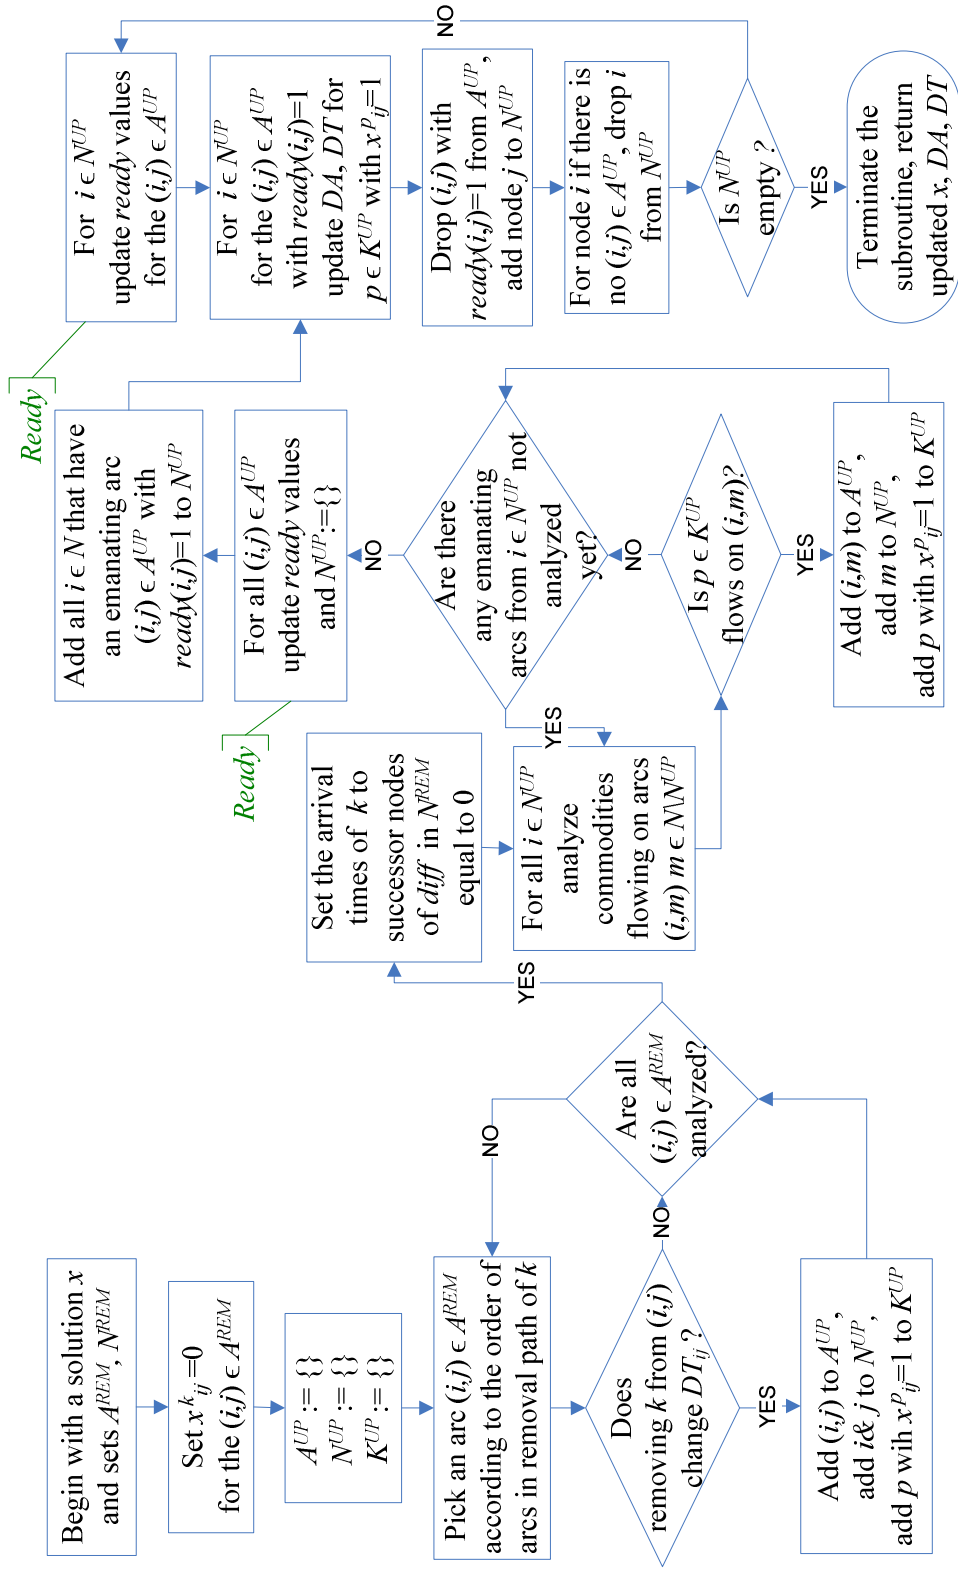 Begin with a solution x
and sets A^REM, N^REM
Set x^k_ij=0
for the (i,j) ϵ A^REM
A^UP := {}
N^UP := {}
K^UP := {}
Pick an arc (i,j) ϵ A^REM
according to the order of
arcs in removal path of k
Does
removing k from (i,j)
change DT_ij ?
YES
NO
Add (i,j) to A^UP,
add i& j to N^UP,
add p wih x^p_ij=1 to K^UP
Are all
(i,j) ϵ A^REM
analyzed?
NO
YES
Set the arrival
times of k to
successor nodes
of diff in N^REM
equal to 0
For all i ϵ N^UP
analyze
commodities
flowing on arcs
(i,m) m ϵ N\N^UP
Is p ϵ K^UP
flows on (i,m)?
NO
YES
Add (i,m) to A^UP,
add m to N^UP,
add p with x^p_ij=1 to K^UP
Are there
any emanating
arcs from i ϵ N^UP not
analyzed
yet?
YES
NO
For all (i,j) ϵ A^UP
update ready values
and N^UP:={}
Ready
Add all i ϵ N that have
an emanating arc
(i,j) ϵ A^UP with
ready(i,j)=1 to N^UP
Ready
For i ϵ N^UP
update ready values
for the (i,j) ϵ A^UP
For i ϵ N^UP
for the (i,j) ϵ A^UP
with ready(i,j)=1
update DA, DT for
p ϵ K^UP with x^p_ij=1
Drop (i,j) with
ready(i,j)=1 from A^UP,
add node j to N^UP
For node i if there is
no (i,j) ϵ A^UP, drop i
from N^UP
Is N^UP
empty ?
NO
YES
Terminate the
subroutine, return
updated x, DA, DT